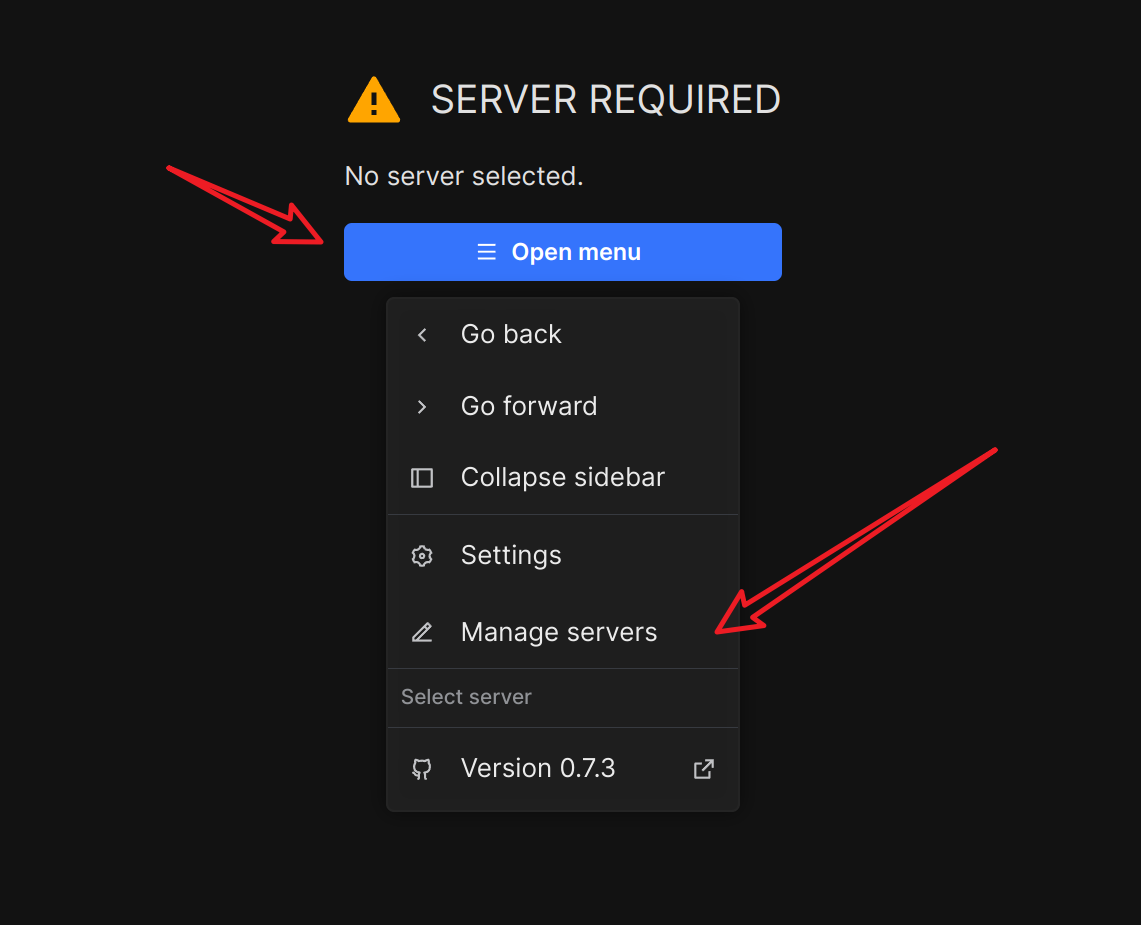 SERVER REQUIRED
No server selected.
Open menu
Go back
Go forward
Collapse sidebar
Settings
Manage servers
Select server
Version 0.7.3